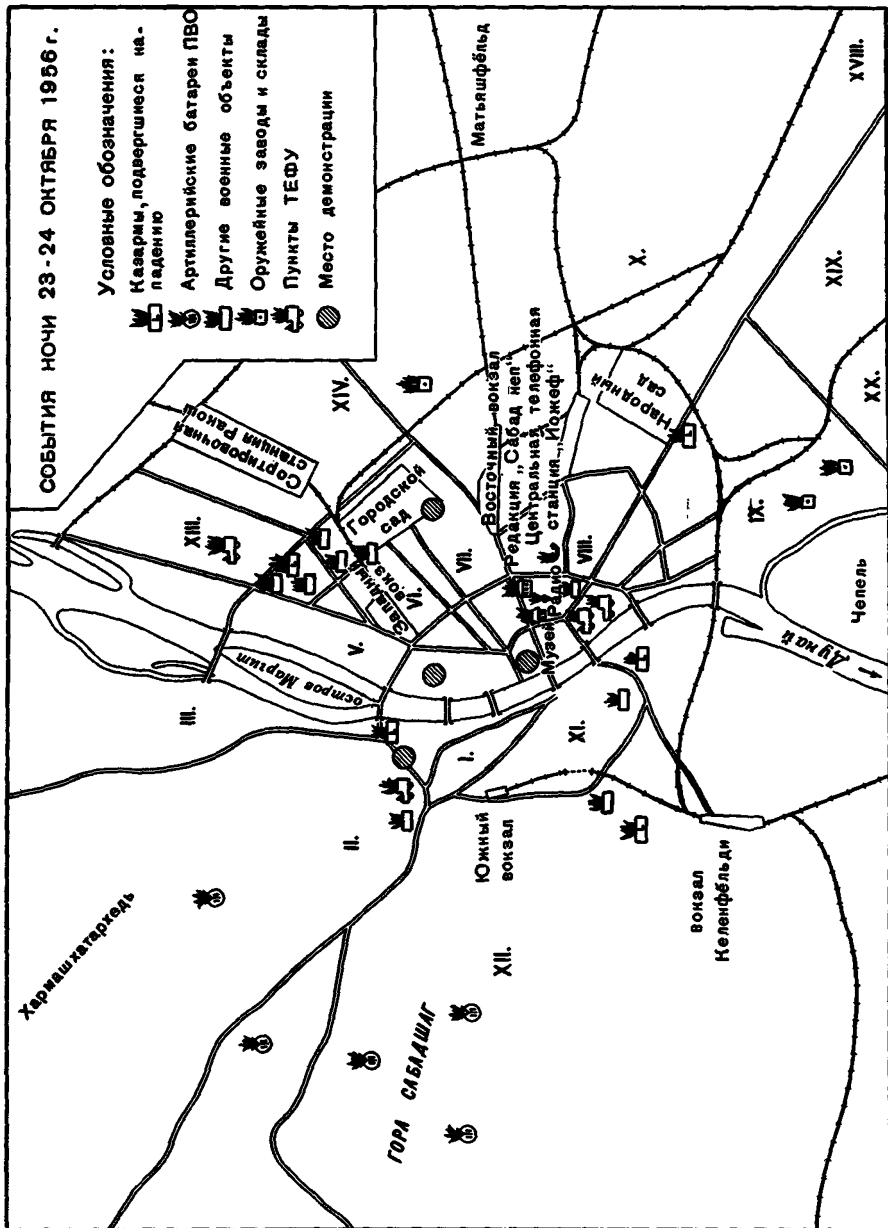 СОБЫТИЯ НОЧИ 23-24 ОКТЯБРЯ 1956 г.
Условные обозначения:
Казармы, подвергшиеся на-
падению
Артиллерийские батареи ПВО
Другие военные объекты
Оружейные заводы и склады
Пункты ТЕФУ
Место демонстрации
Хармашхатархедь
III.
остров Маргит
XIII.
Сортировочная
станция Ракош
XIV.
Матьяшфёльд
II.
V.
Западный
вокз.
VI.
Городской
сад
VII.
I.
ГОРА САБАДШАГ
XII.
Южный
вокзал
XI.
Восточный вокзал
Редакция „Сабад неп"
Центральная телефонная
станция „Йожеф"
Радио
Музей
VIII.
Народный
сад
X.
XVIII.
вокзал
Келенфёльди
IX.
XIX.
XX.
Дунай
Чепель